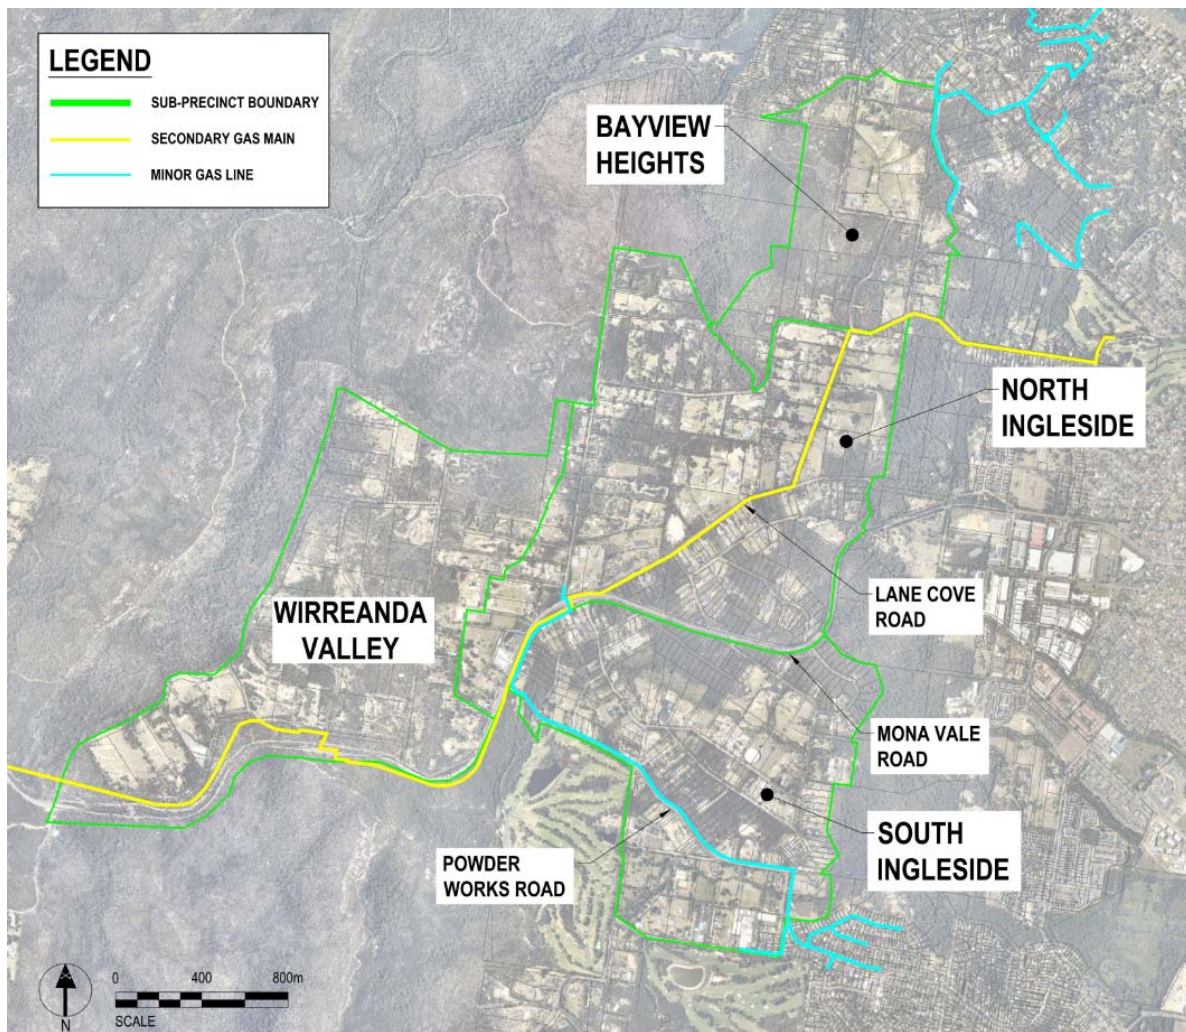 LEGEND
SUB-PRECINCT BOUNDARY
SECONDARY GAS MAIN
MINOR GAS LINE
BAYVIEW
HEIGHTS
NORTH
INGLESIDE
LANE COVE
ROAD
WIRREANDA
VALLEY
MONA VALE
ROAD
SOUTH
INGLESIDE
POWDER
WORKS ROAD
0 400 800m
SCALE
N